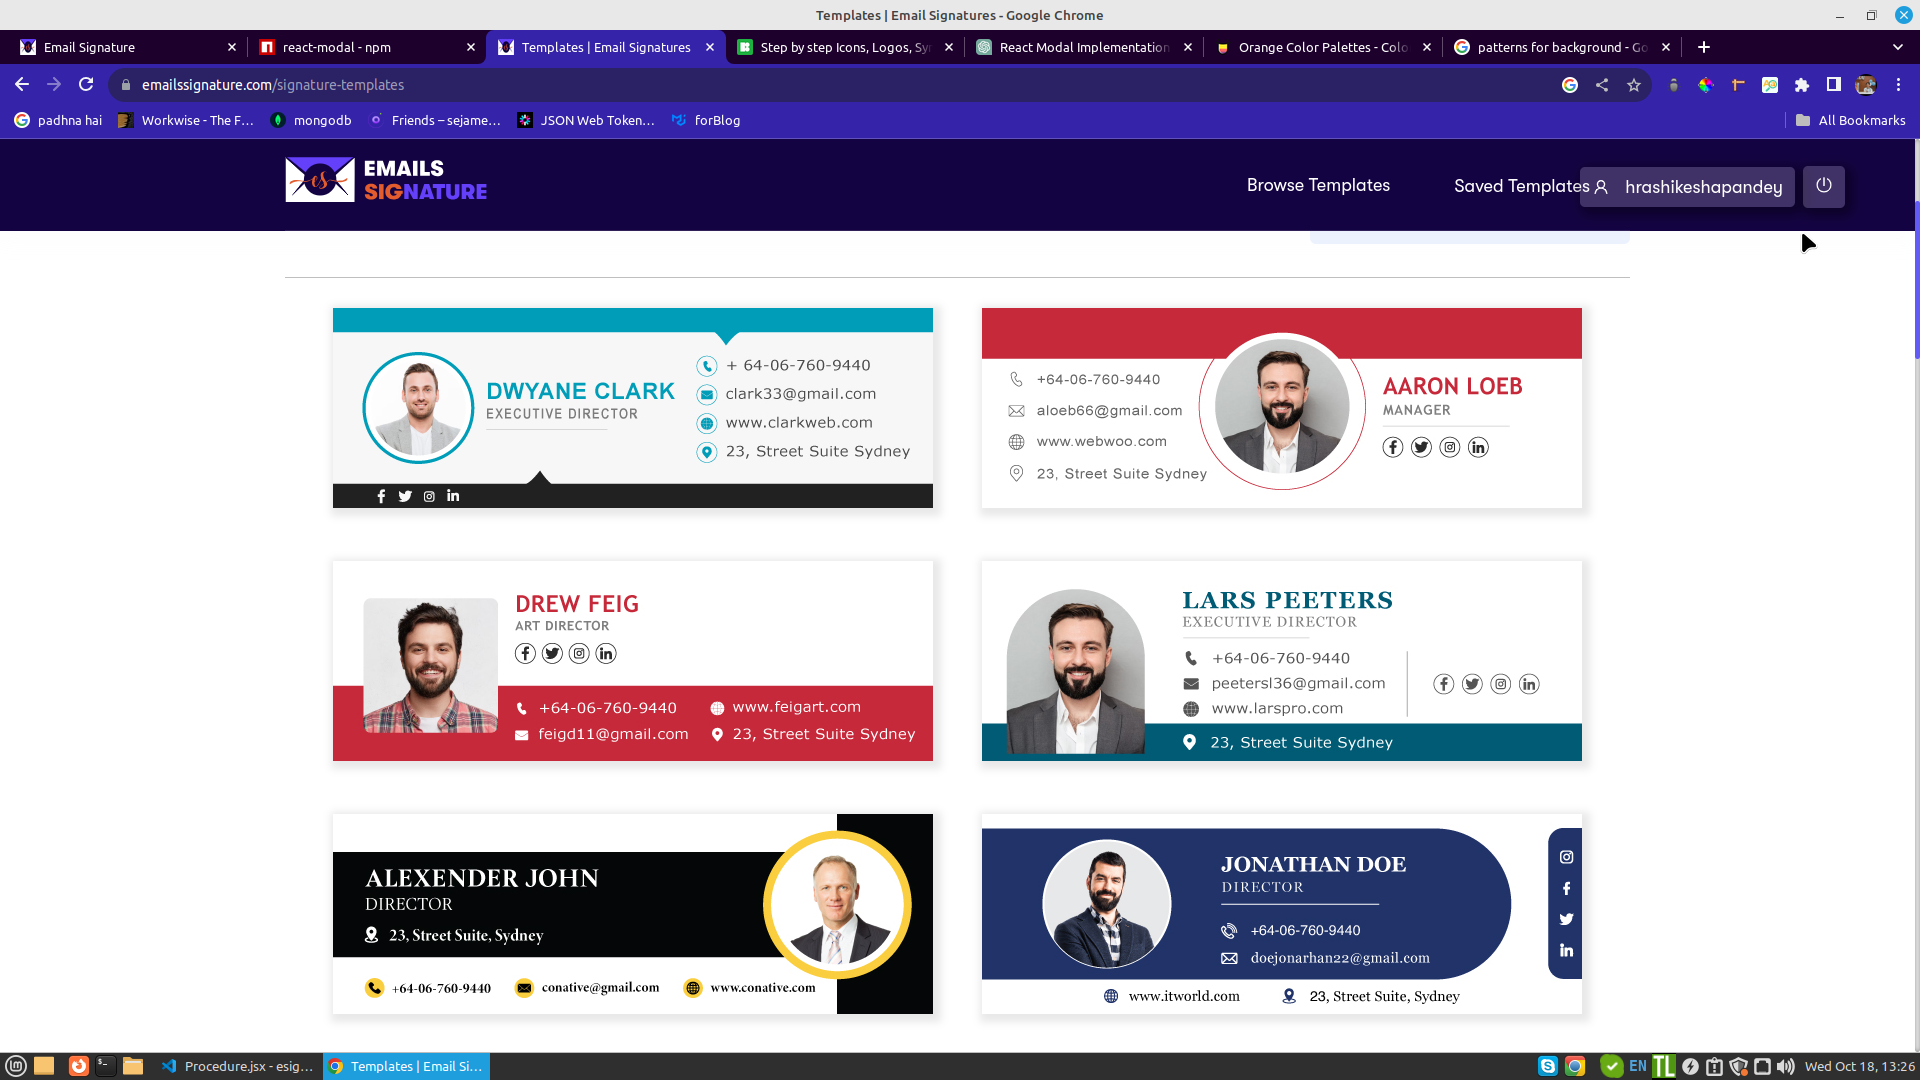 Templates | Email Signatures - Google Chrome
Email Signature
react-modal - npm
Templates | Email Signatures
Step by step Icons, Logos, Sy
React Modal Implementation
Orange Color Palettes - Colo
patterns for background - Go
emailssignature.com/signature-templates
padhna hai
Workwise - The F...
mongodb
Friends – sejame...
JSON Web Token...
forBlog
All Bookmarks
EMAILS
SIGNATURE
Browse Templates
Saved Templates
hrashikeshapandey
DWYANE CLARK
EXECUTIVE DIRECTOR
+ 64-06-760-9440
clark33@gmail.com
www.clarkweb.com
23, Street Suite Sydney
+64-06-760-9440
aloeb66@gmail.com
www.webwoo.com
23, Street Suite Sydney
AARON LOEB
MANAGER
DREW FEIG
ART DIRECTOR
+64-06-760-9440
www.feigart.com
feigd11@gmail.com
23, Street Suite Sydney
LARS PEETERS
EXECUTIVE DIRECTOR
+64-06-760-9440
peetersl36@gmail.com
www.larspro.com
23, Street Suite Sydney
ALEXENDER JOHN
DIRECTOR
23, Street Suite, Sydney
+64-06-760-9440
conative@gmail.com
www.conative.com
JONATHAN DOE
DIRECTOR
+64-06-760-9440
doejonarhan22@gmail.com
www.itworld.com
23, Street Suite, Sydney
Procedure.jsx - esig...
Templates | Email Si...
EN
TL
Wed Oct 18, 13:26